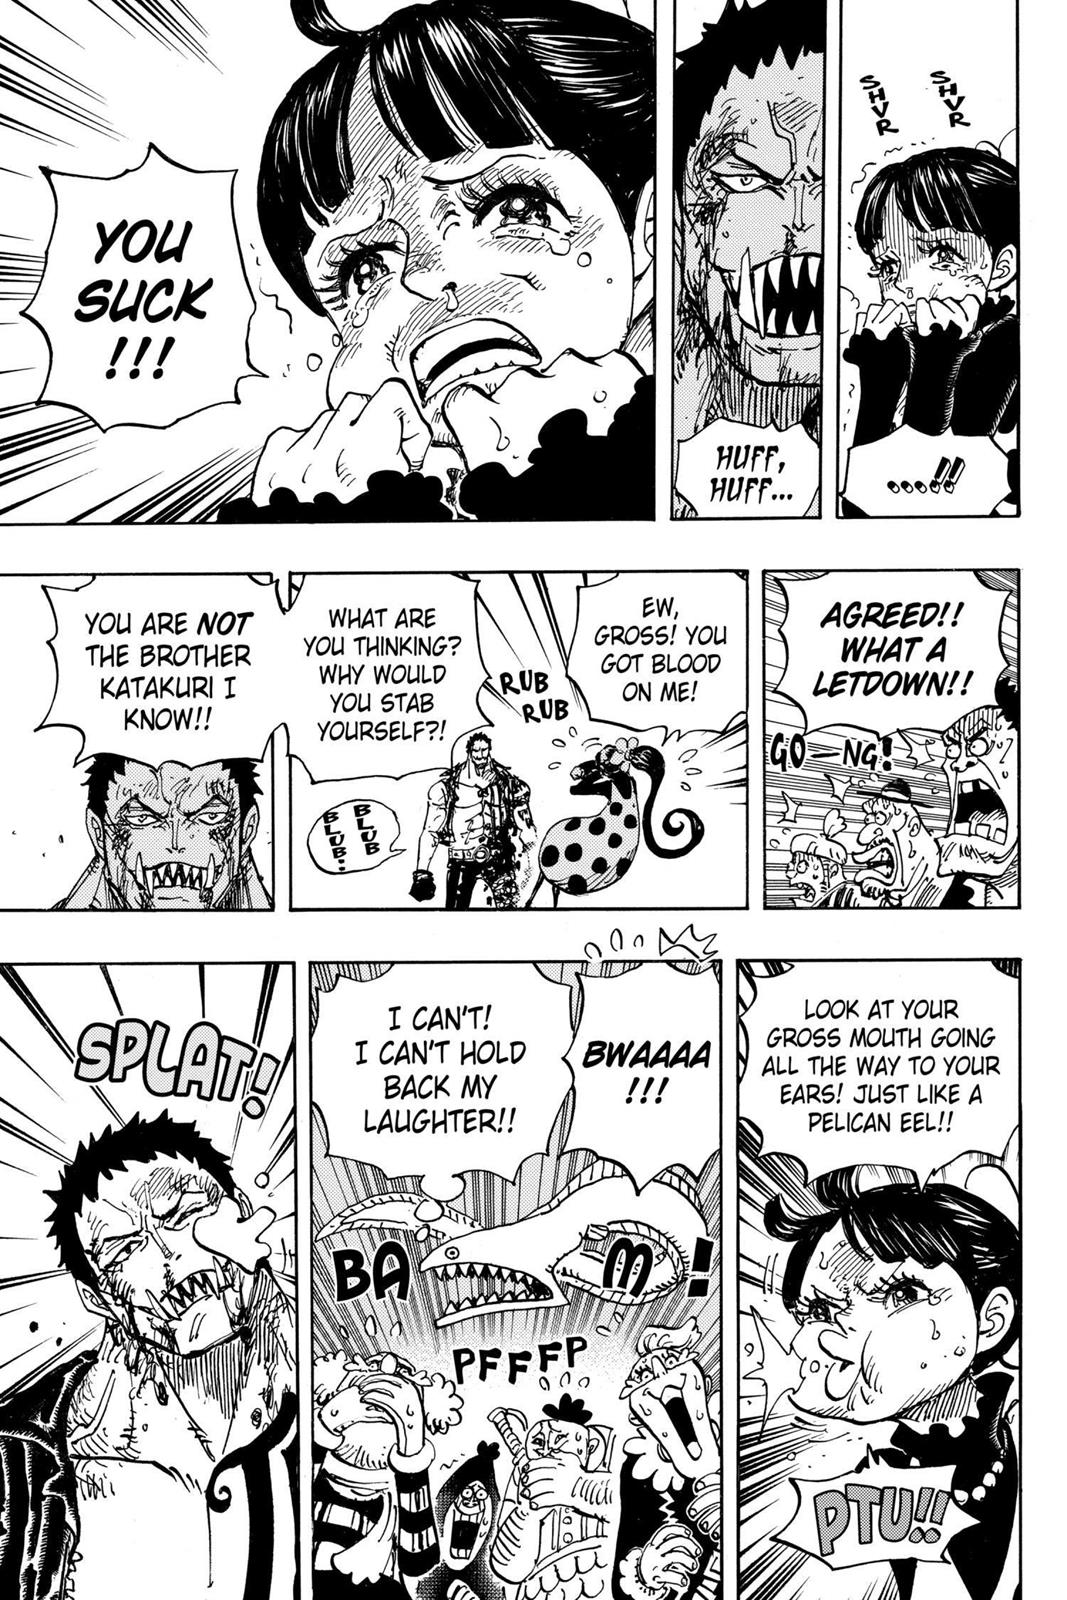 SHVR
SHVR
.....!!
HUFF,
HUFF...
YOU
SUCK
!!!
AGREED!!
WHAT A
LETDOWN!!
GO—NG!
EW,
GROSS! YOU
GOT BLOOD
ON ME!
RUB
RUB
WHAT ARE
YOU THINKING?
WHY WOULD
YOU STAB
YOURSELF?!
BLUB
BLUB..
YOU ARE NOT
THE BROTHER
KATAKURI I
KNOW!!
LOOK AT YOUR
GROSS MOUTH GOING
ALL THE WAY TO YOUR
EARS! JUST LIKE A
PELICAN EEL!!
PTU!!
BWAAAA
!!!
I CAN'T!
I CAN'T HOLD
BACK MY
LAUGHTER!!
BA—M!
PFFFFP
SPLAT!